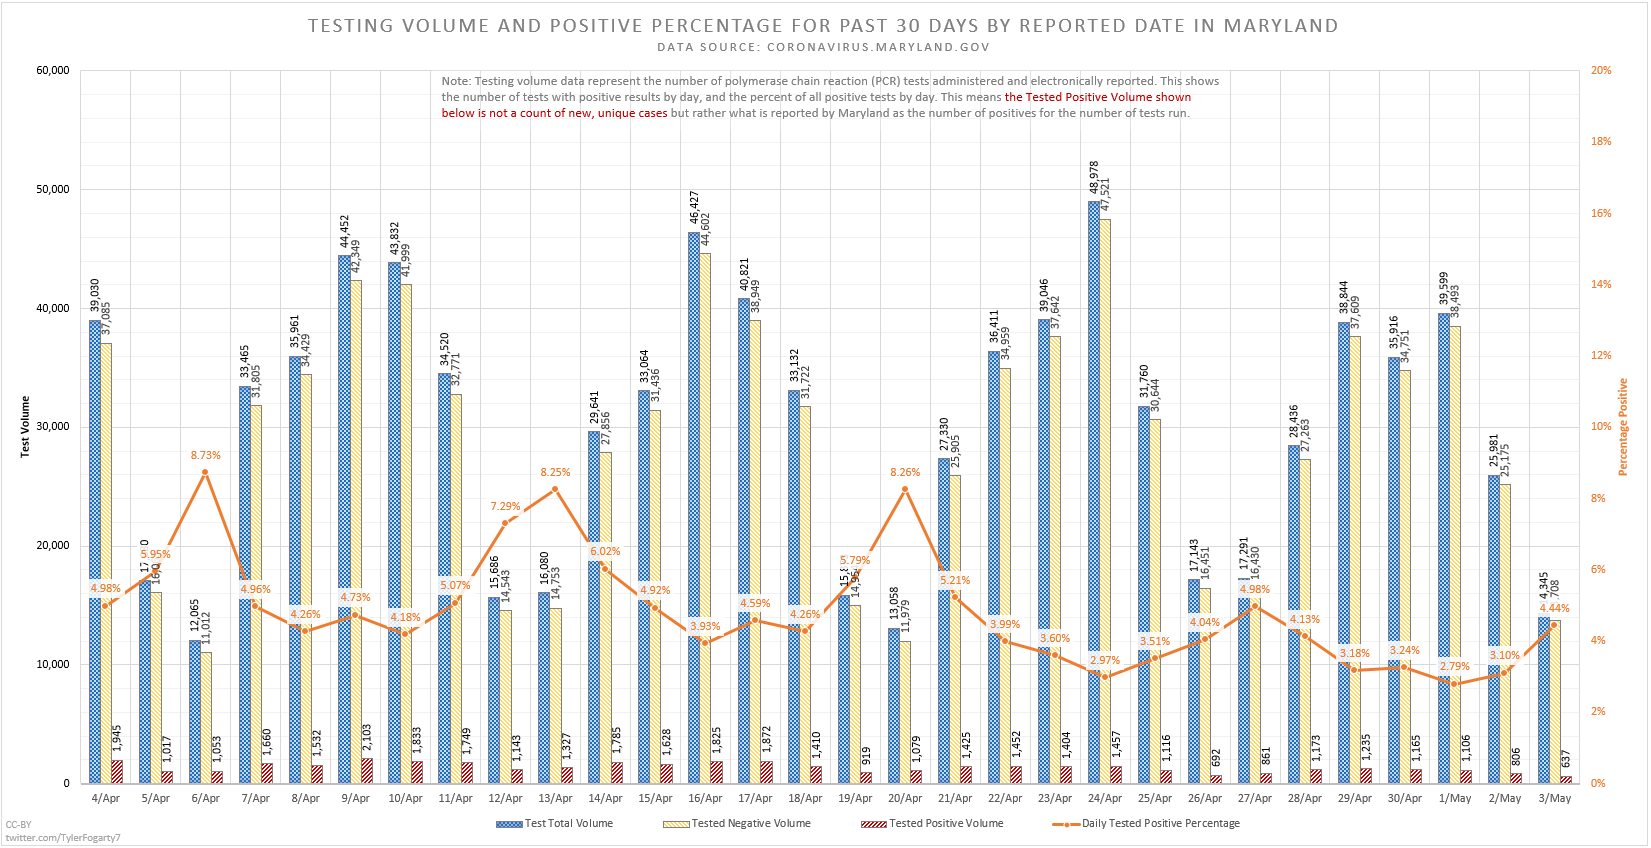 TESTING VOLUME AND POSITIVE PERCENTAGE FOR PAST 30 DAYS BY REPORTED DATE IN MARYLAND
DATA SOURCE: CORONAVIRUS.MARYLAND.GOV
Note: Testing volume data represent the number of polymerase chain reaction (PCR) tests administered and electronically reported. This shows
the number of tests with positive results by day, and the percent of all positive tests by day. This means the Tested Positive Volume shown
below is not a count of new, unique cases but rather what is reported by Maryland as the number of positives for the number of tests run.
Test Volume
60,000
50,000
40,000
30,000
20,000
10,000
0
Percentage Positive
20%
18%
16%
14%
12%
10%
8%
6%
4%
2%
0%
39,030 37,085 4.98% 1,945
5.95% 1,017
12,065 11,012 8.73% 1,053
33,465 31,805 4.96% 1,660
35,961 34,429 4.26% 1,532
44,452 42,349 4.73% 2,103
43,832 41,999 4.18% 1,833
34,520 32,771 5.07% 1,749
15,686 14,543 7.29% 1,143
16,080 14,753 8.25% 1,327
29,641 27,856 6.02% 1,785
33,064 31,436 4.92% 1,628
46,427 44,602 3.93% 1,825
40,821 38,949 4.59% 1,872
33,132 31,722 4.26% 1,410
5.79% 919
13,058 11,979 8.26% 1,079
27,330 25,905 5.21% 1,425
36,411 34,959 3.99% 1,452
39,046 37,642 3.60% 1,404
48,978 47,521 2.97% 1,457
31,760 30,644 3.51% 1,116
17,143 16,451 4.04% 692
17,291 16,430 4.98% 861
28,436 27,263 4.13% 1,173
38,844 37,609 3.18% 1,235
35,916 34,751 3.24% 1,165
39,599 38,493 2.79% 1,106
25,981 25,175 3.10% 806
4,345 708 4.44% 637
4/Apr 5/Apr 6/Apr 7/Apr 8/Apr 9/Apr 10/Apr 11/Apr 12/Apr 13/Apr 14/Apr 15/Apr 16/Apr 17/Apr 18/Apr 19/Apr 20/Apr 21/Apr 22/Apr 23/Apr 24/Apr 25/Apr 26/Apr 27/Apr 28/Apr 29/Apr 30/Apr 1/May 2/May 3/May
Test Total Volume Tested Negative Volume Tested Positive Volume Daily Tested Positive Percentage
CC-BY
twitter.com/TylerFogarty7